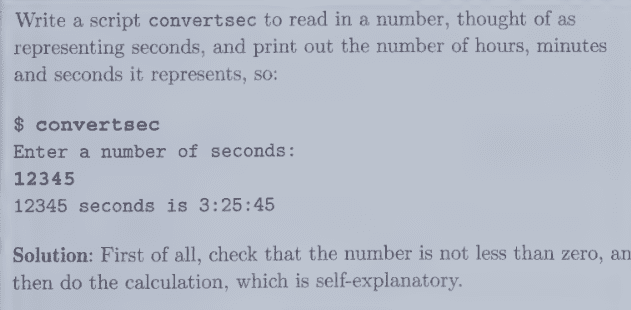 Write a script convertsec to read in a number, thought of as
representing seconds, and print out the number of hours, minutes
and seconds it represents, so:
$ convertsec
Enter a number of seconds:
12345
12345 seconds is 3:25:45
Solution: First of all, check that the number is not less than zero, an
then do the calculation, which is self-explanatory.